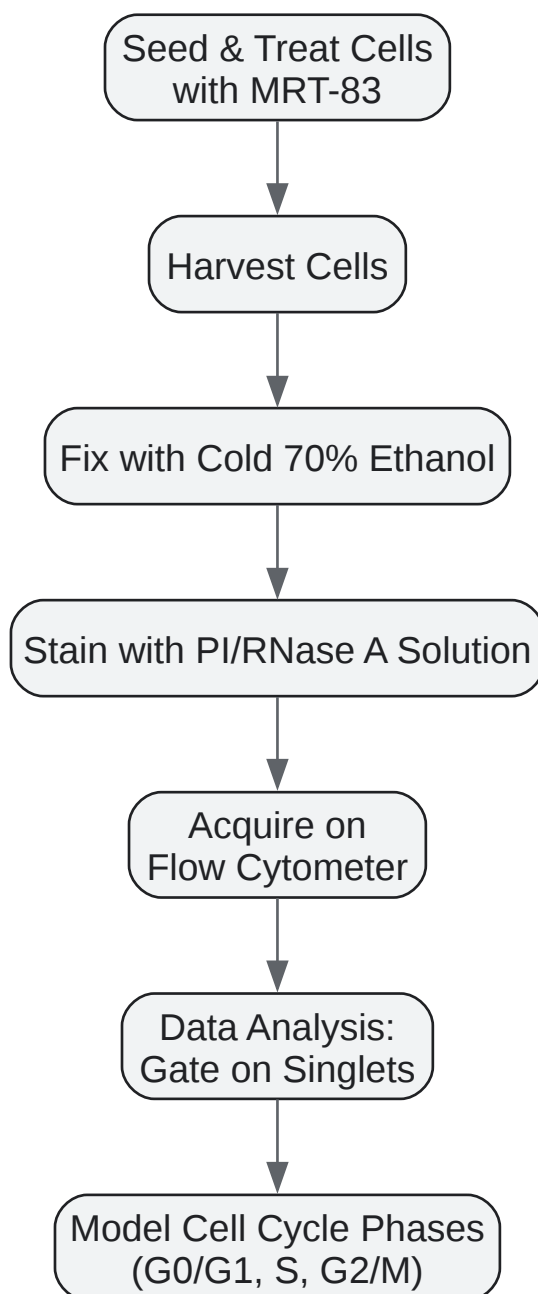 Seed & Treat Cells
with MRT-83
Harvest Cells
Fix with Cold 70% Ethanol
Stain with PI/RNase A Solution
Acquire on
Flow Cytometer
Data Analysis:
Gate on Singlets
Model Cell Cycle Phases
(G0/G1, S, G2/M)